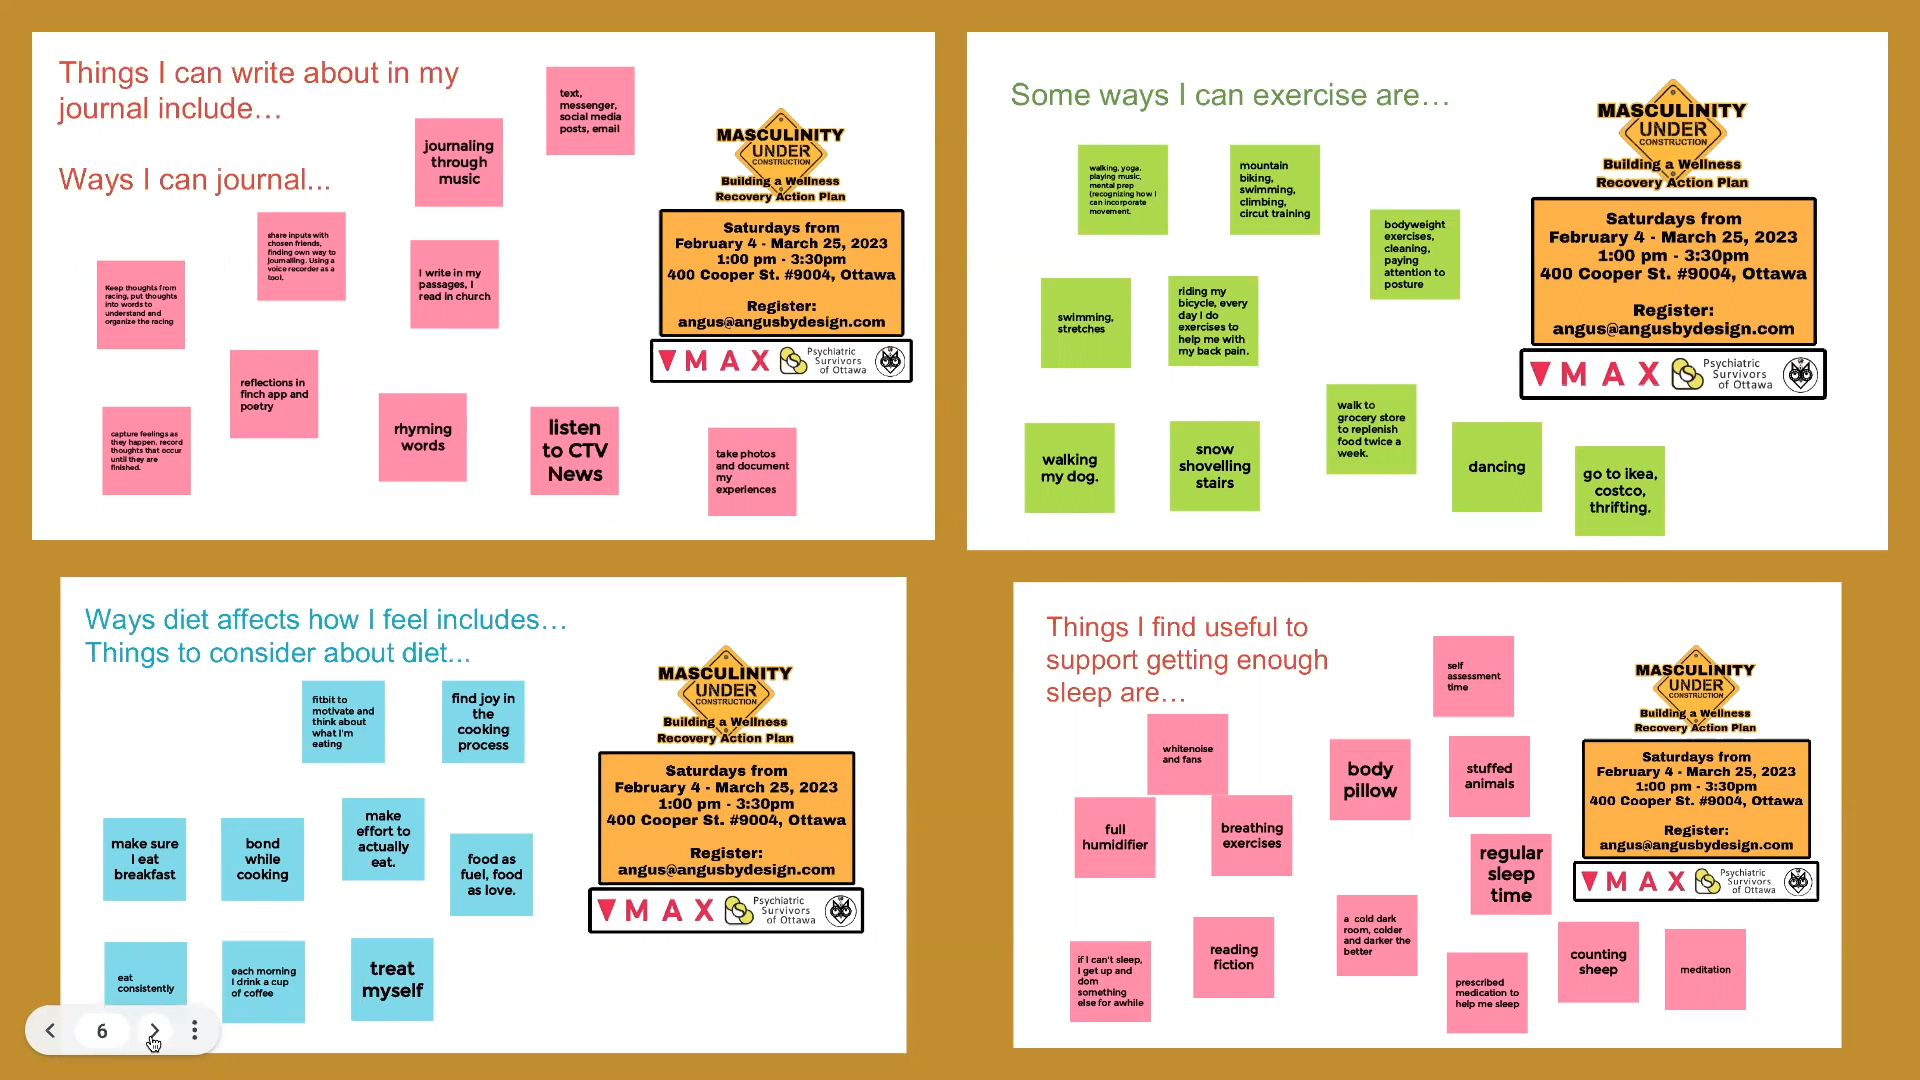 Things I can write about in my
journal include…
Ways I can journal...
text,
messenger,
social media
posts, email
journaling
through
music
share inputs with
chosen friends,
finding own way to
journalling. Using a
voice recorder as a
tool.
I write in my
passages, I
read in church
Keep thoughts from
racing, put thoughts
into words to
understand and
organize the racing
reflections in
finch app and
poetry
capture feelings as
they happen, record
thoughts that occur
until they are
finished.
rhyming
words
listen
to CTV
News
take photos
and document
my
experiences
MASCULINITY
UNDER
CONSTRUCTION
Building a Wellness
Recovery Action Plan
Saturdays from
February 4 - March 25, 2023
1:00 pm - 3:30pm
400 Cooper St. #9004, Ottawa
Register:
angus@angusbydesign.com
MAX
Psychiatric
Survivors
of Ottawa
Some ways I can exercise are…
walking, yoga,
playing music,
mental prep
(recognizing how I
can incorporate
movement.
mountain
biking,
swimming,
climbing,
circut training
bodyweight
exercises,
cleaning,
paying
attention to
posture
swimming,
stretches
riding my
bicycle, every
day I do
exercises to
help me with
my back pain.
walk to
grocery store
to replenish
food twice a
week.
walking
my dog.
snow
shovelling
stairs
dancing
go to ikea,
costco,
thrifting.
MASCULINITY
UNDER
CONSTRUCTION
Building a Wellness
Recovery Action Plan
Saturdays from
February 4 - March 25, 2023
1:00 pm - 3:30pm
400 Cooper St. #9004, Ottawa
Register:
angus@angusbydesign.com
MAX
Psychiatric
Survivors
of Ottawa
Ways diet affects how I feel includes…
Things to consider about diet...
fitbit to
motivate and
think about
what I'm
eating
find joy in
the
cooking
process
make sure
I eat
breakfast
bond
while
cooking
make
effort to
actually
eat.
food as
fuel, food
as love.
eat
consistently
each morning
I drink a cup
of coffee
treat
myself
MASCULINITY
UNDER
CONSTRUCTION
Building a Wellness
Recovery Action Plan
Saturdays from
February 4 - March 25, 2023
1:00 pm - 3:30pm
400 Cooper St. #9004, Ottawa
Register:
angus@angusbydesign.com
MAX
Psychiatric
Survivors
of Ottawa
6
Things I find useful to
support getting enough
sleep are…
self
assessment
time
whitenoise
and fans
body
pillow
stuffed
animals
full
humidifier
breathing
exercises
regular
sleep
time
a cold dark
room, colder
and darker the
better
reading
fiction
if I can't sleep,
I get up and
dom
something
else for awhile
prescribed
medication to
help me sleep
counting
sheep
meditation
MASCULINITY
UNDER
CONSTRUCTION
Building a Wellness
Recovery Action Plan
Saturdays from
February 4 - March 25, 2023
1:00 pm - 3:30pm
400 Cooper St. #9004, Ottawa
Register:
angus@angusbydesign.com
MAX
Psychiatric
Survivors
of Ottawa